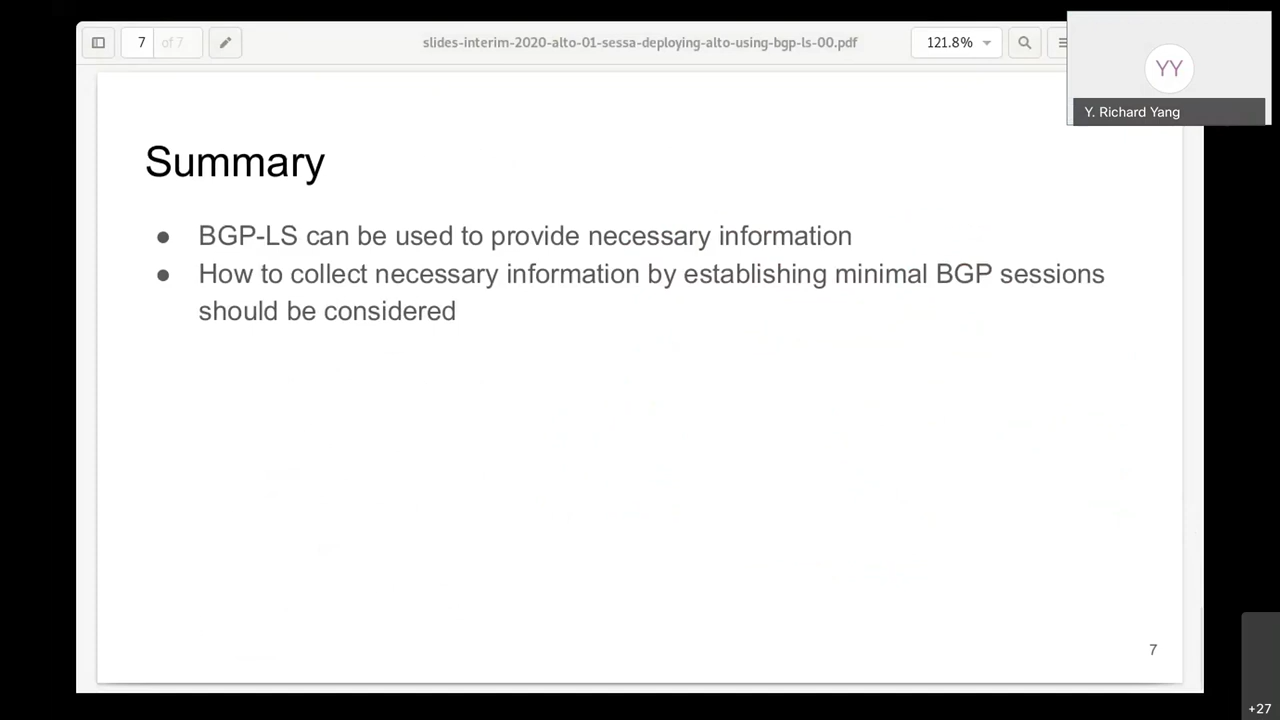 7 of 7
slides-interim-2020-alto-01-sessa-deploying-alto-using-bgp-ls-00.pdf
121.8%
YY
Y. Richard Yang
Summary
● BGP-LS can be used to provide necessary information
● How to collect necessary information by establishing minimal BGP sessions
should be considered
7
+27